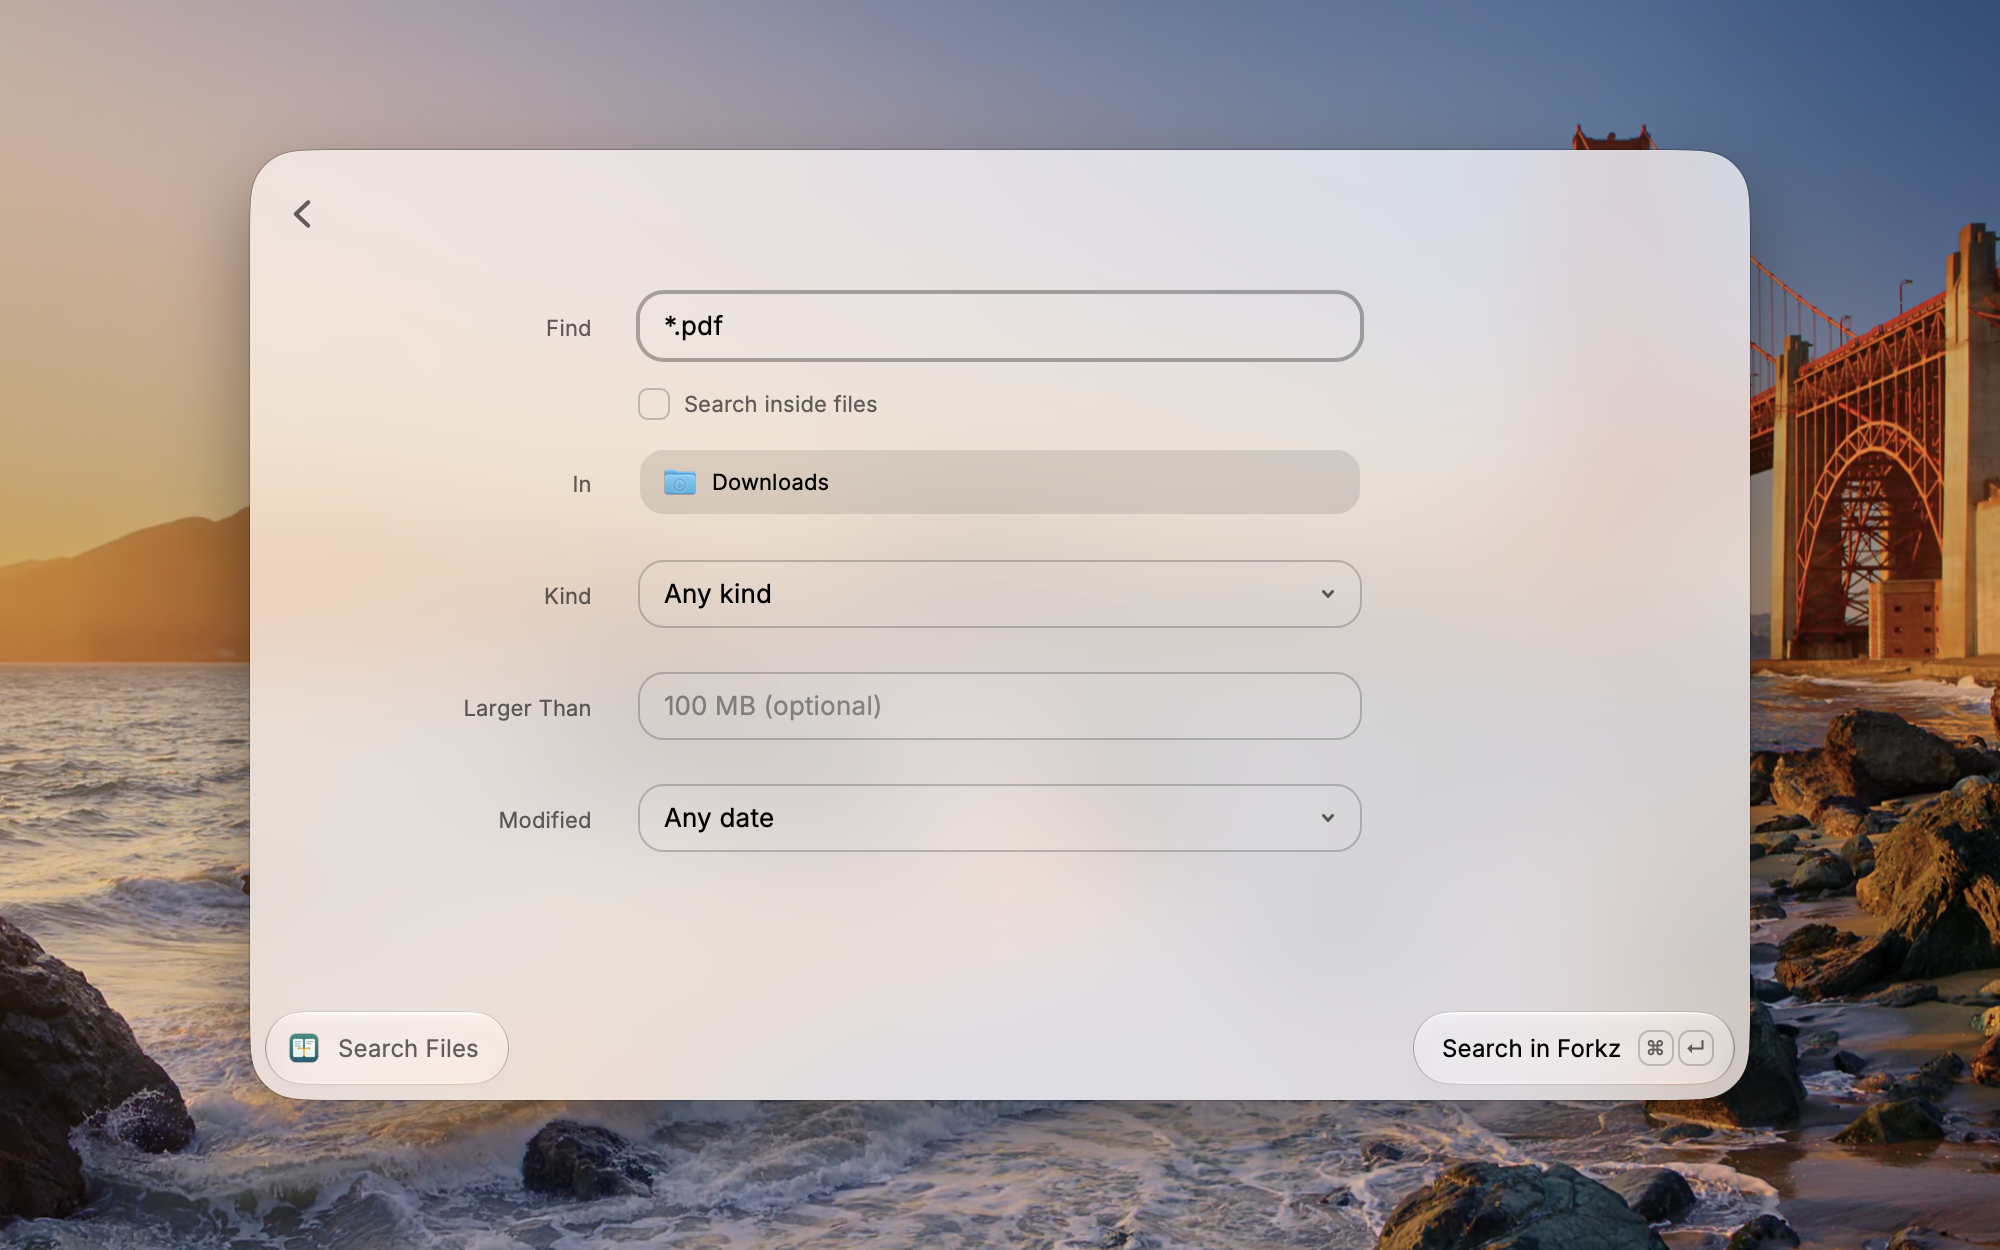 Find
*.pdf
Search inside files
In
Downloads
Kind
Any kind
Larger Than
100 MB (optional)
Modified
Any date
Search Files
Search in Forkz ⌘ ↵